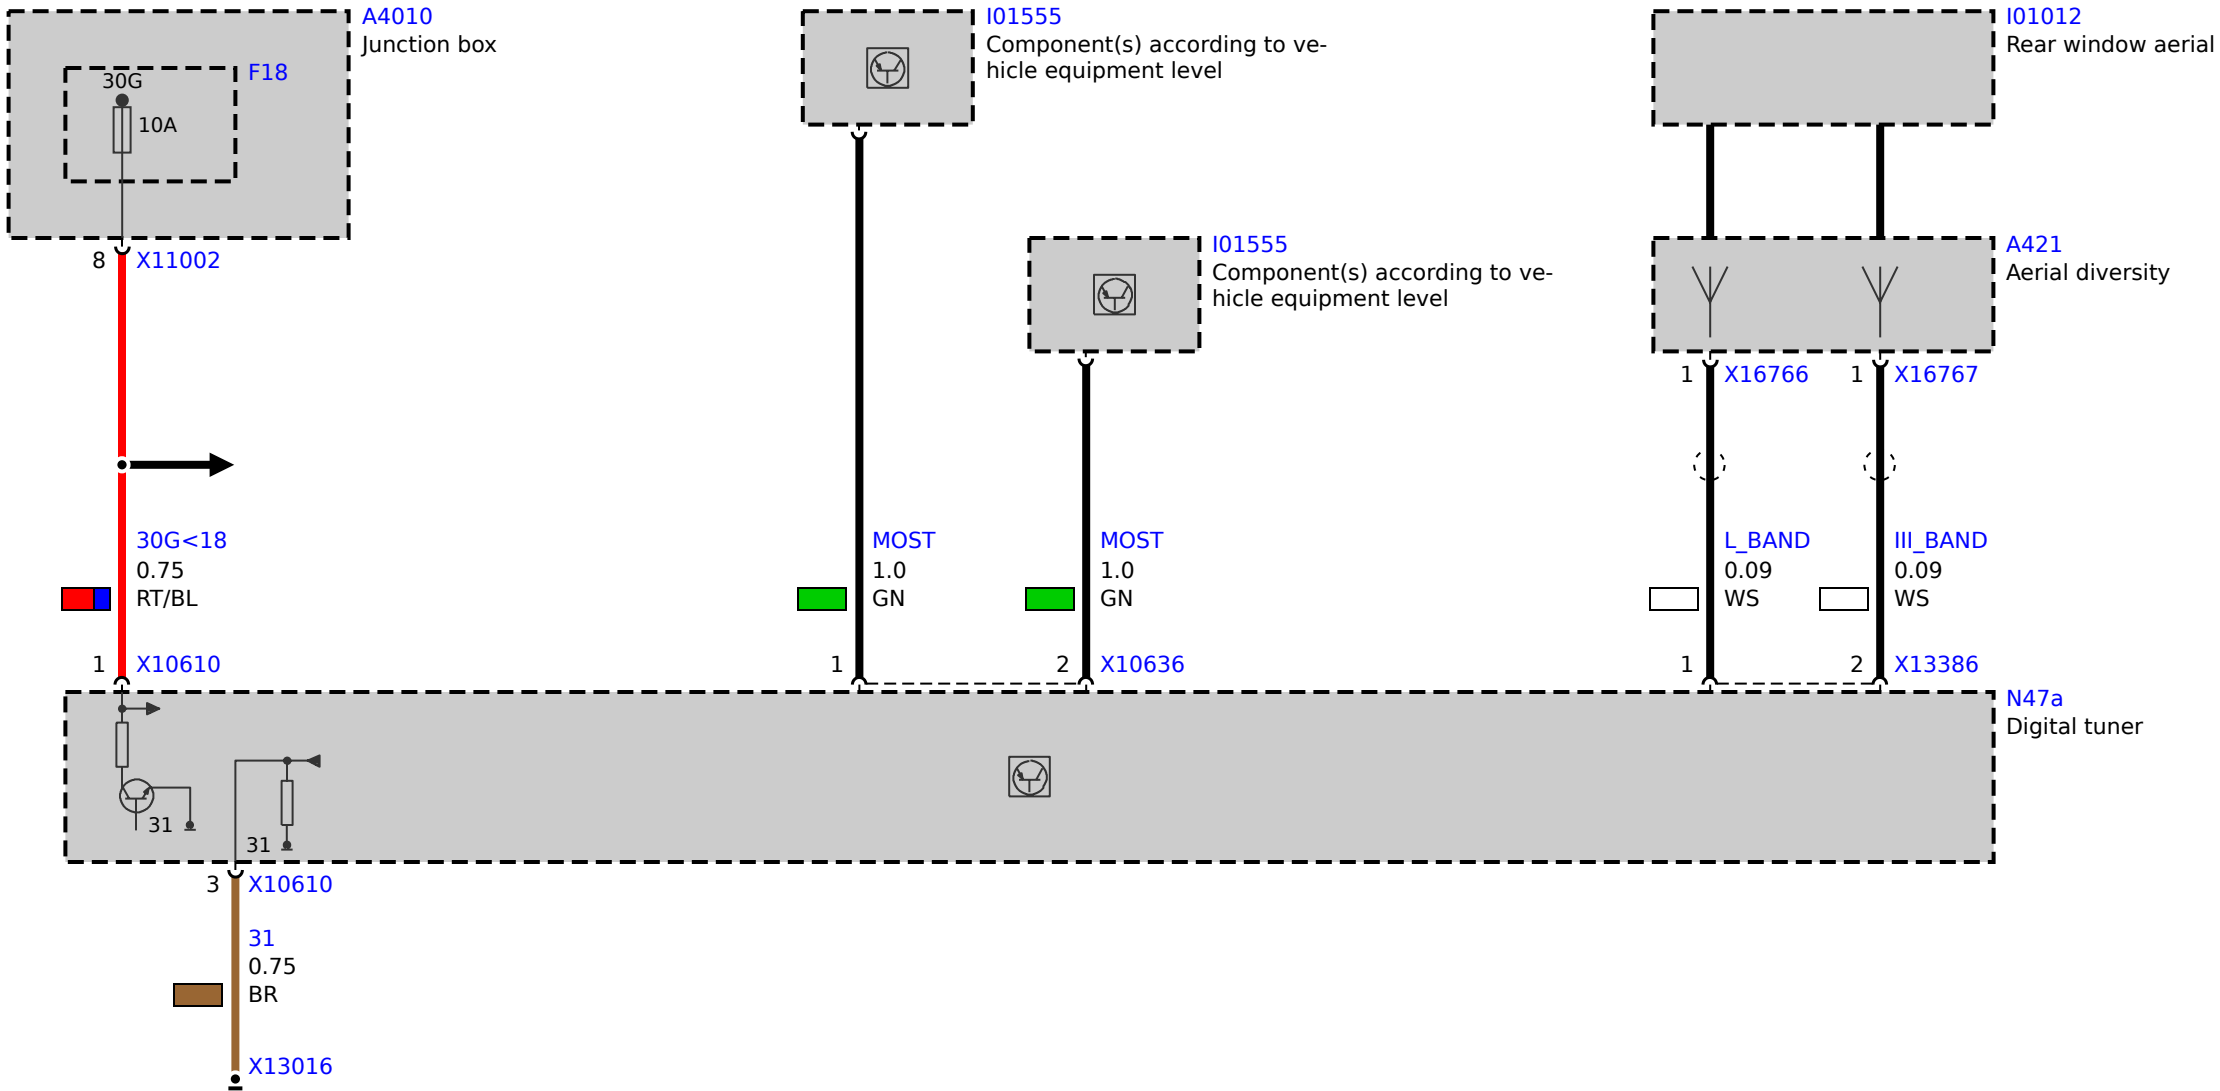 A4010
Junction box
F18
30G
10A
8 X11002
I01555
Component(s) according to ve-
hicle equipment level
I01555
Component(s) according to ve-
hicle equipment level
I01012
Rear window aerial
A421
Aerial diversity
1 X16766
1 X16767
30G<18
0.75
RT/BL
1 X10610
MOST
1.0
GN
1
MOST
1.0
GN
2 X10636
L_BAND
0.09
WS
1
III_BAND
0.09
WS
2 X13386
N47a
Digital tuner
31
31
3 X10610
31
0.75
BR
X13016